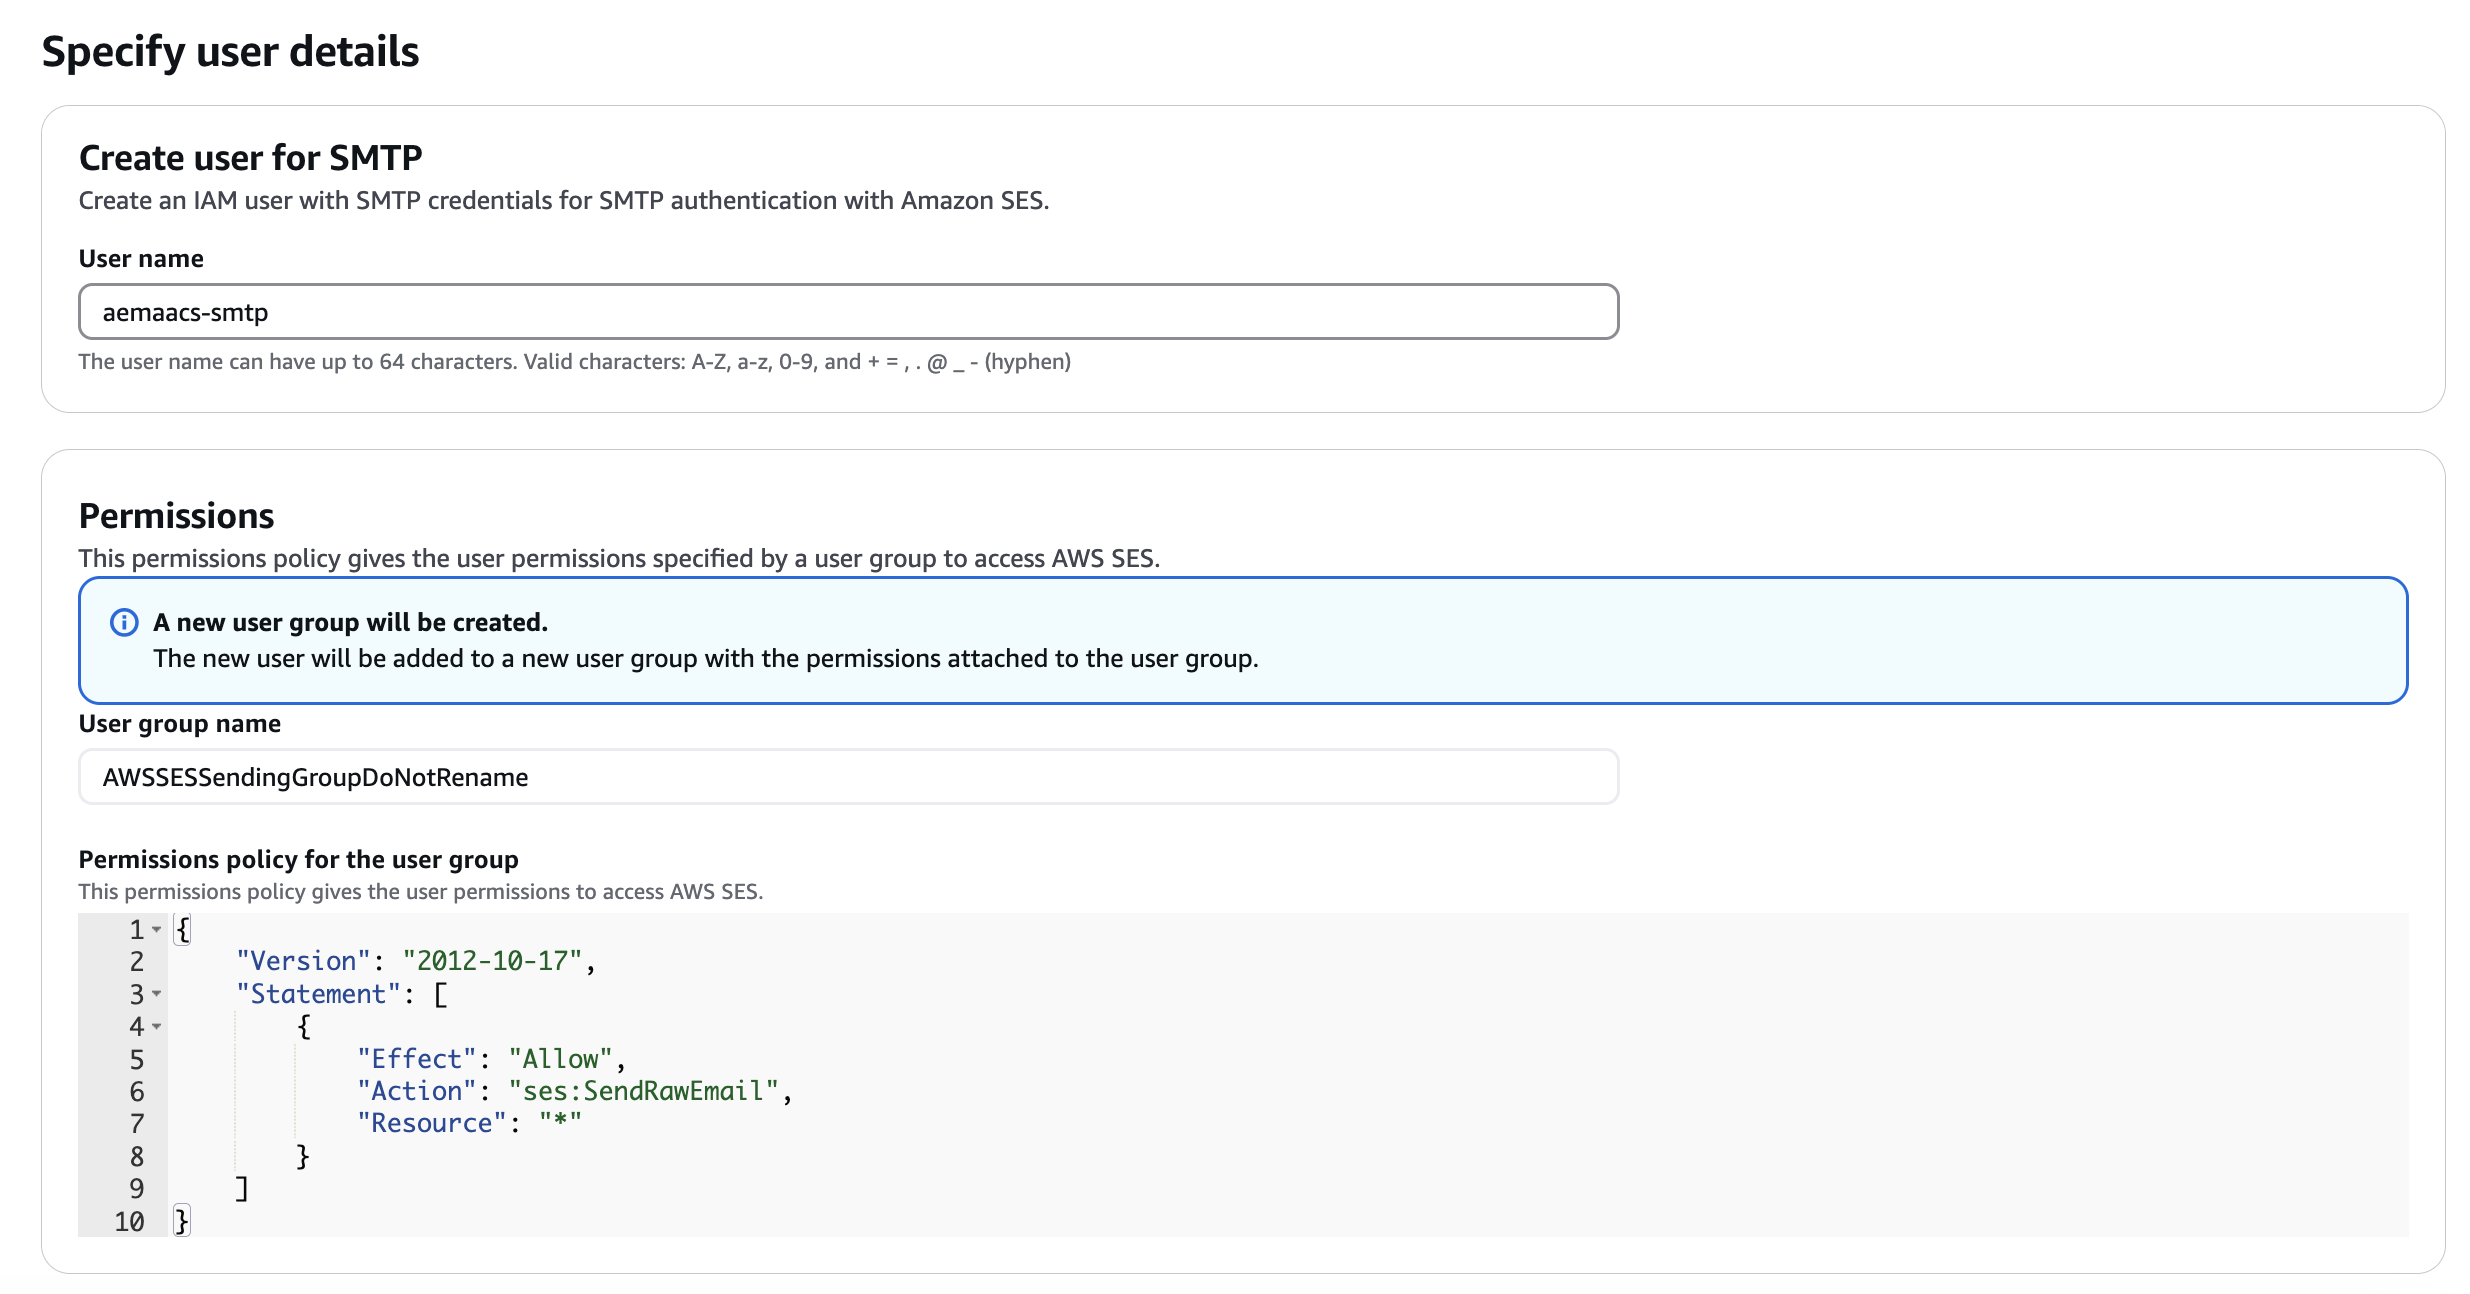 Specify user details
Create user for SMTP
Create an IAM user with SMTP credentials for SMTP authentication with Amazon SES.
User name
aemaacs-smtp
The user name can have up to 64 characters. Valid characters: A-Z, a-z, 0-9, and + = , . @ _ - (hyphen)
Permissions
This permissions policy gives the user permissions specified by a user group to access AWS SES.
A new user group will be created.
The new user will be added to a new user group with the permissions attached to the user group.
User group name
AWSSESSendingGroupDoNotRename
Permissions policy for the user group
This permissions policy gives the user permissions to access AWS SES.
1 {
2     "Version": "2012-10-17",
3     "Statement": [
4         {
5             "Effect": "Allow",
6             "Action": "ses:SendRawEmail",
7             "Resource": "*"
8         }
9     ]
10 }